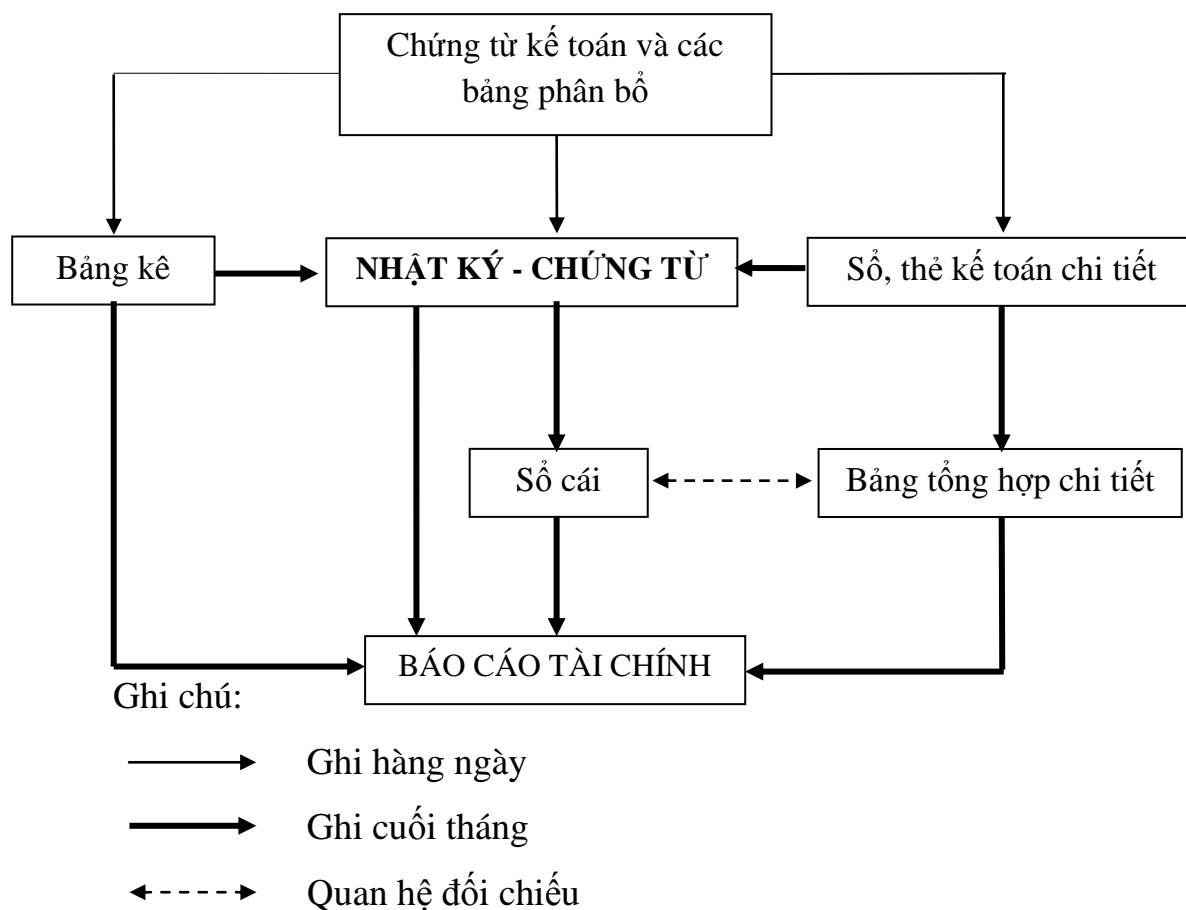 Chứng từ kế toán và các
bảng phân bổ
Bảng kê
NHẬT KÝ - CHỨNG TỪ
Sổ, thẻ kế toán chi tiết
Sổ cái
Bảng tổng hợp chi tiết
BÁO CÁO TÀI CHÍNH
Ghi chú:
Ghi hàng ngày
Ghi cuối tháng
Quan hệ đối chiếu